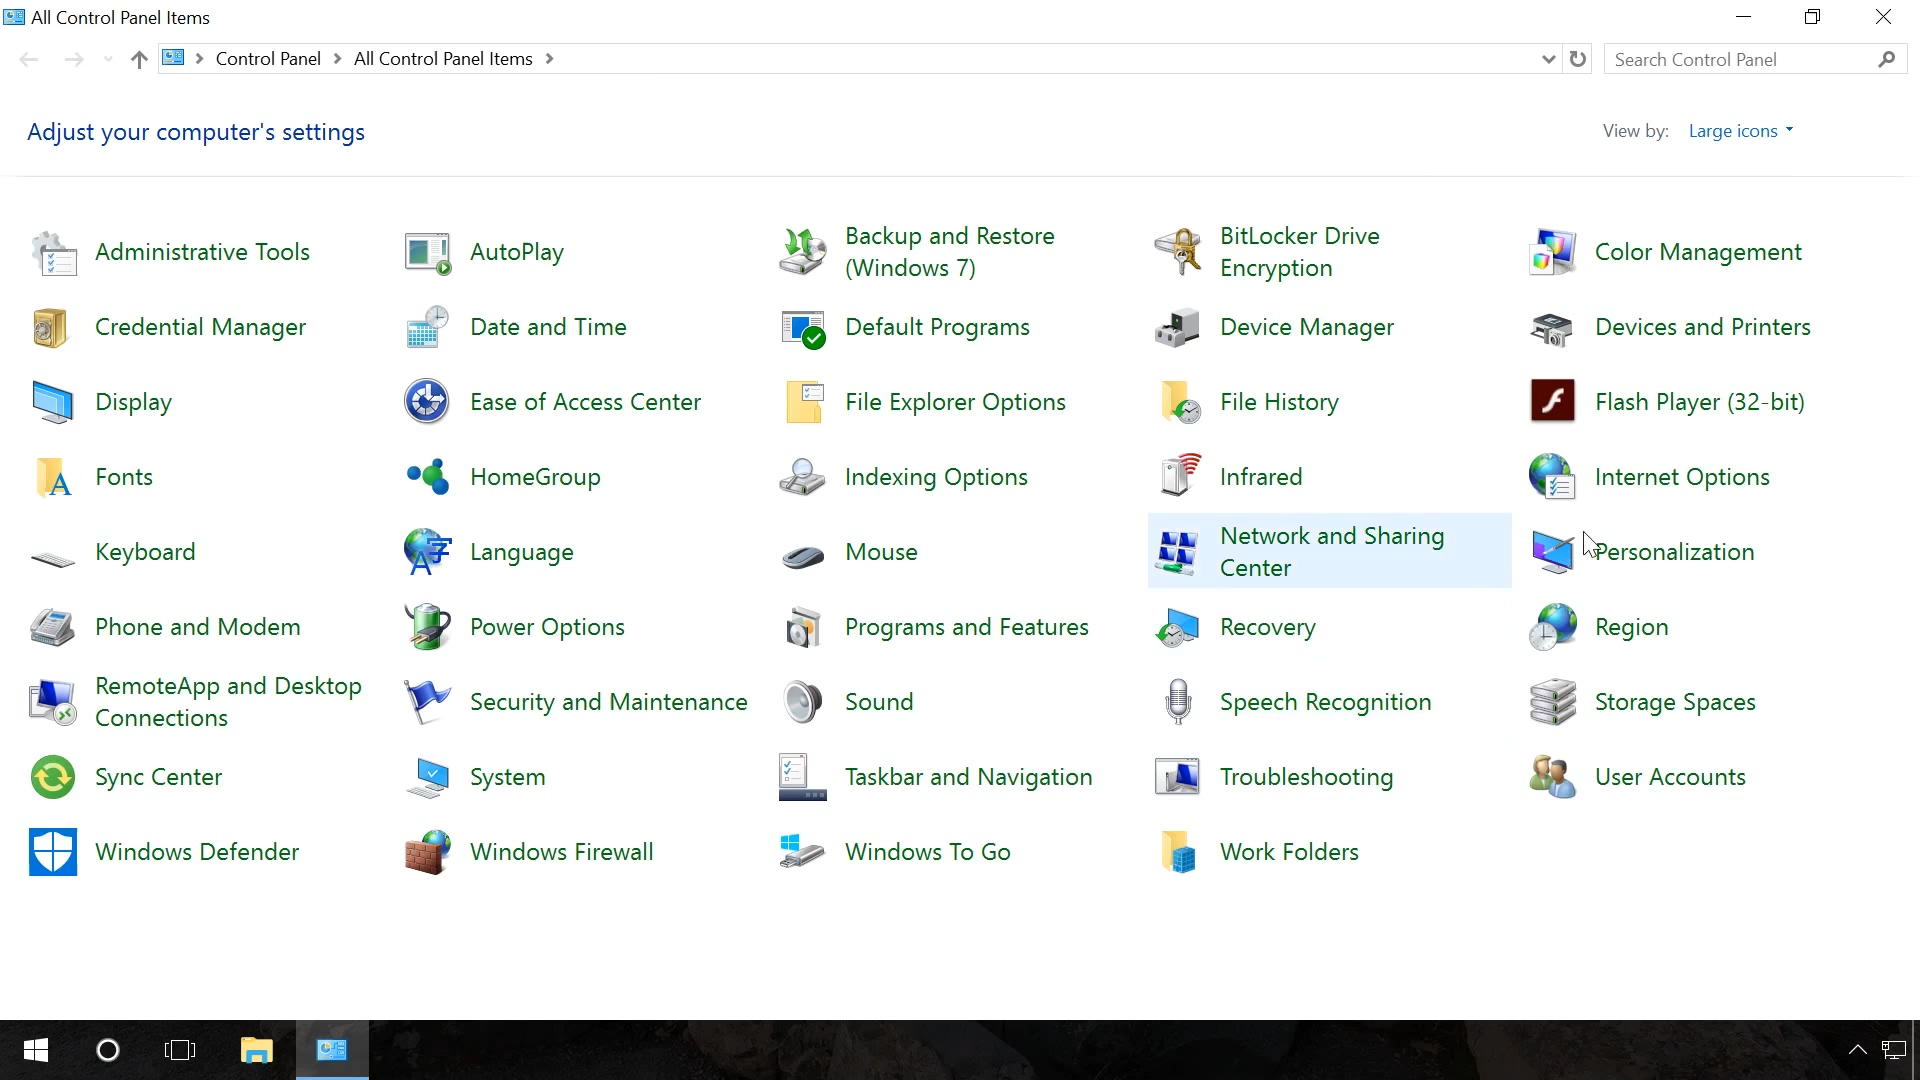 All Control Panel Items
Control Panel
All Control Panel Items
Search Control Panel
Adjust your computer's settings
View by:
Large icons
Administrative Tools
AutoPlay
Backup and Restore
(Windows 7)
BitLocker Drive
Encryption
Color Management
Credential Manager
Date and Time
Default Programs
Device Manager
Devices and Printers
Display
Ease of Access Center
File Explorer Options
File History
Flash Player (32-bit)
Fonts
HomeGroup
Indexing Options
Infrared
Internet Options
Keyboard
Language
Mouse
Network and Sharing
Center
Personalization
Phone and Modem
Power Options
Programs and Features
Recovery
Region
RemoteApp and Desktop
Connections
Security and Maintenance
Sound
Speech Recognition
Storage Spaces
Sync Center
System
Taskbar and Navigation
Troubleshooting
User Accounts
Windows Defender
Windows Firewall
Windows To Go
Work Folders